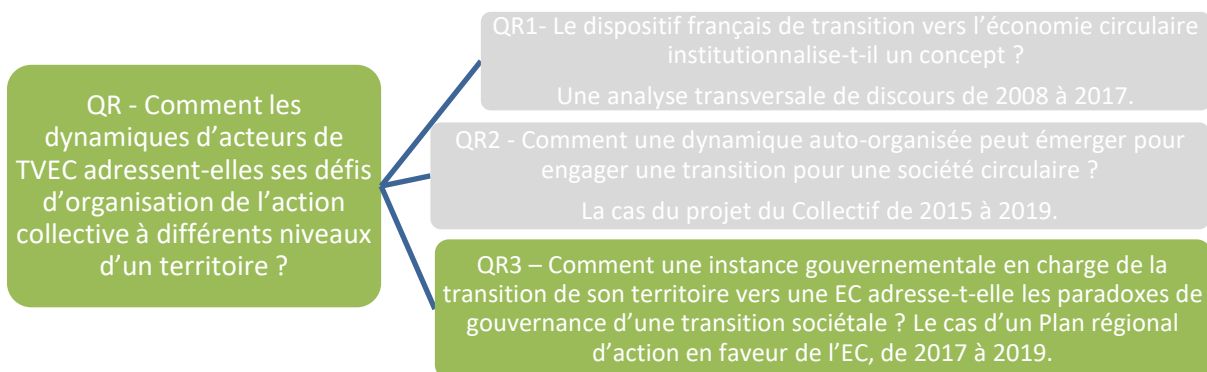 QR - Comment les
dynamiques d'acteurs de
TVEC adressent-elles ses défis
d'organisation de l'action
collective à différents niveaux
d'un territoire ?
QR1- Le dispositif français de transition vers l'économie circulaire
institutionnalise-t-il un concept ?
Une analyse transversale de discours de 2008 à 2017.
QR2 - Comment une dynamique auto-organisée peut émerger pour
engager une transition pour une société circulaire ?
La cas du projet du Collectif de 2015 à 2019.
QR3 – Comment une instance gouvernementale en charge de la
transition de son territoire vers une EC adresse-t-elle les paradoxes de
gouvernance d'une transition sociétale ? Le cas d'un Plan régional
d'action en faveur de l'EC, de 2017 à 2019.